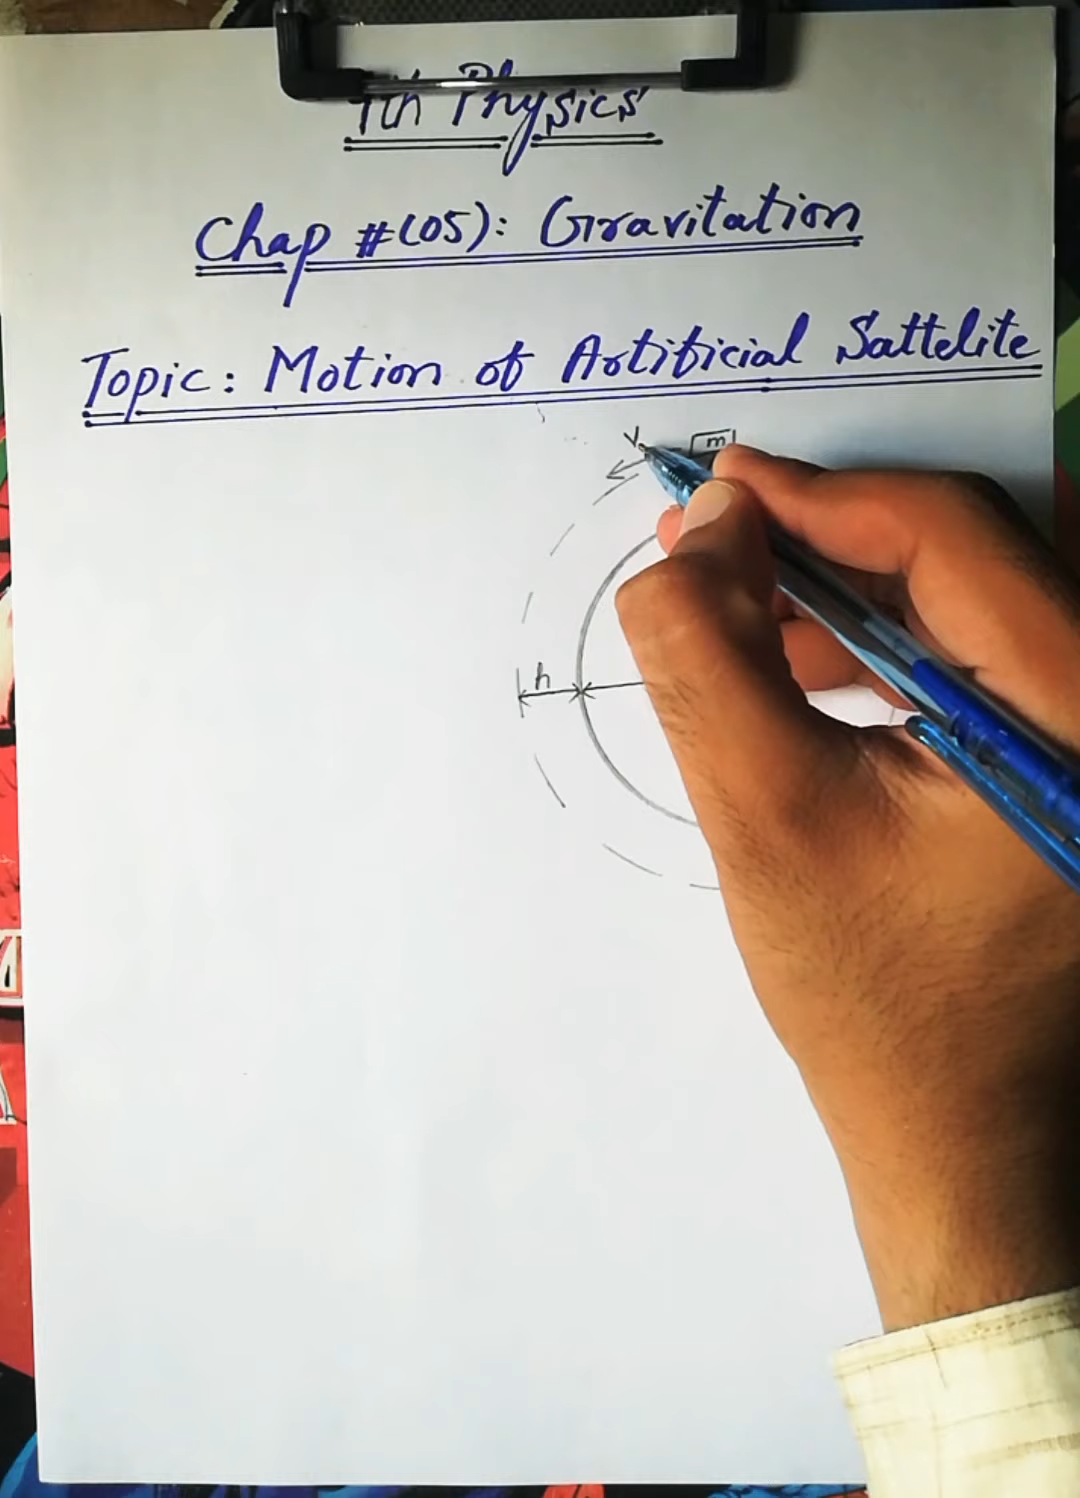 9th Physics
Chap #(05): Gravitation
Topic: Motion of Artificial Sattelite
V m
h